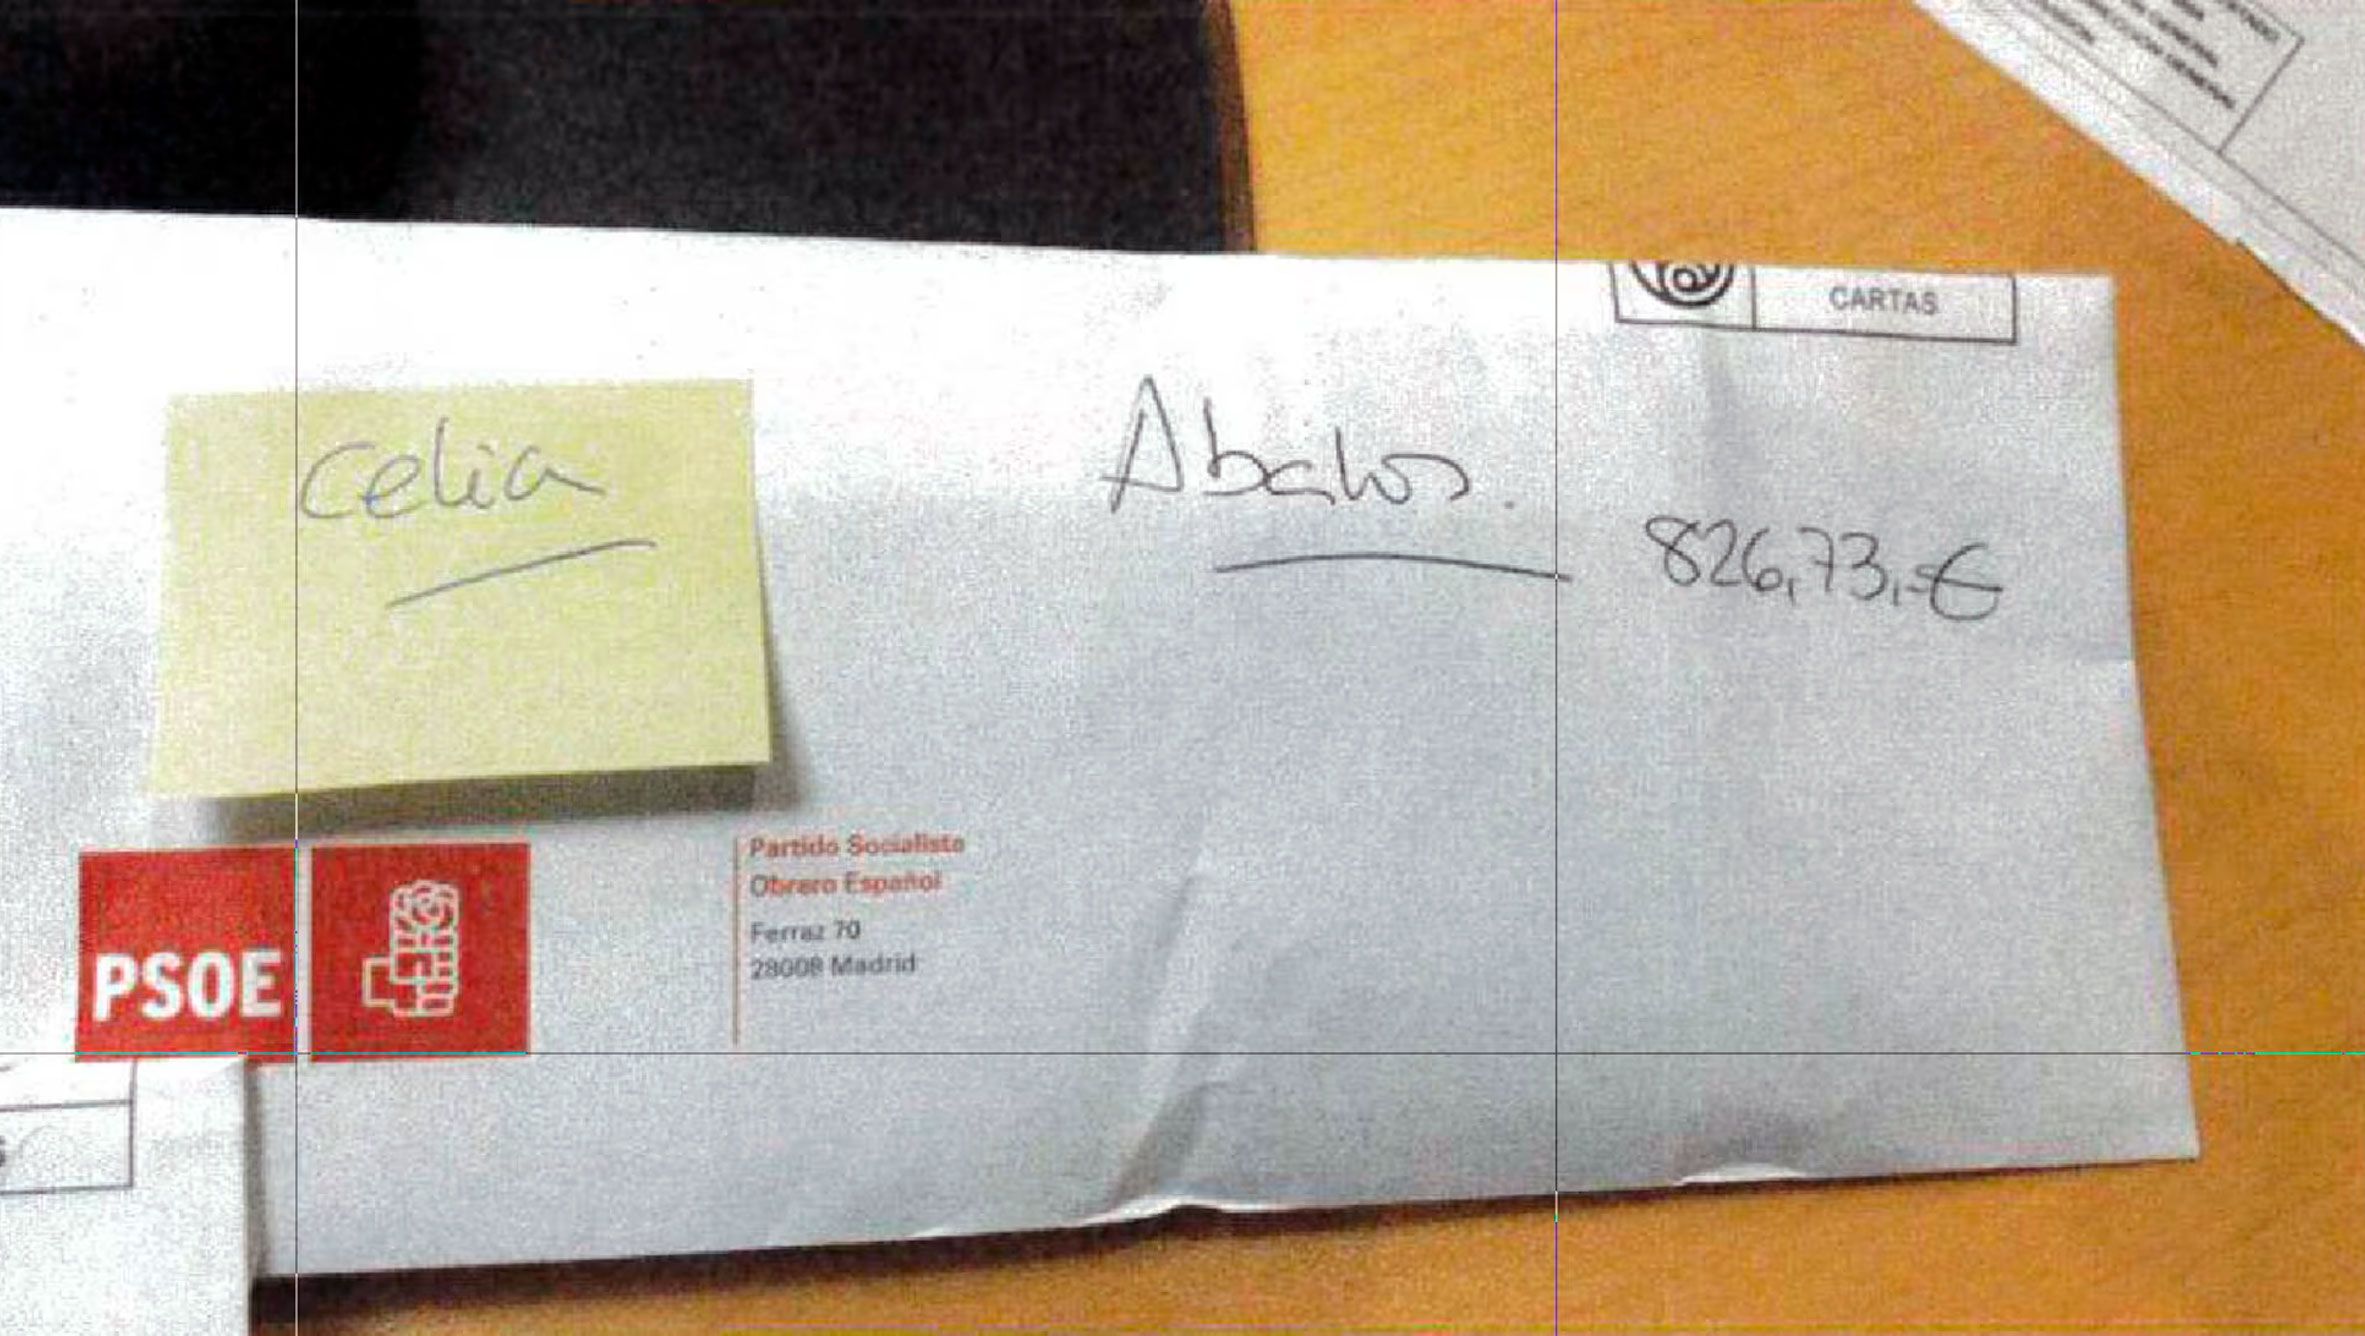 CARTAS
Celia
Abalos.
826,73,-€
PSOE
Partido Socialista
Obrero Español
Ferraz 70
28008 Madrid